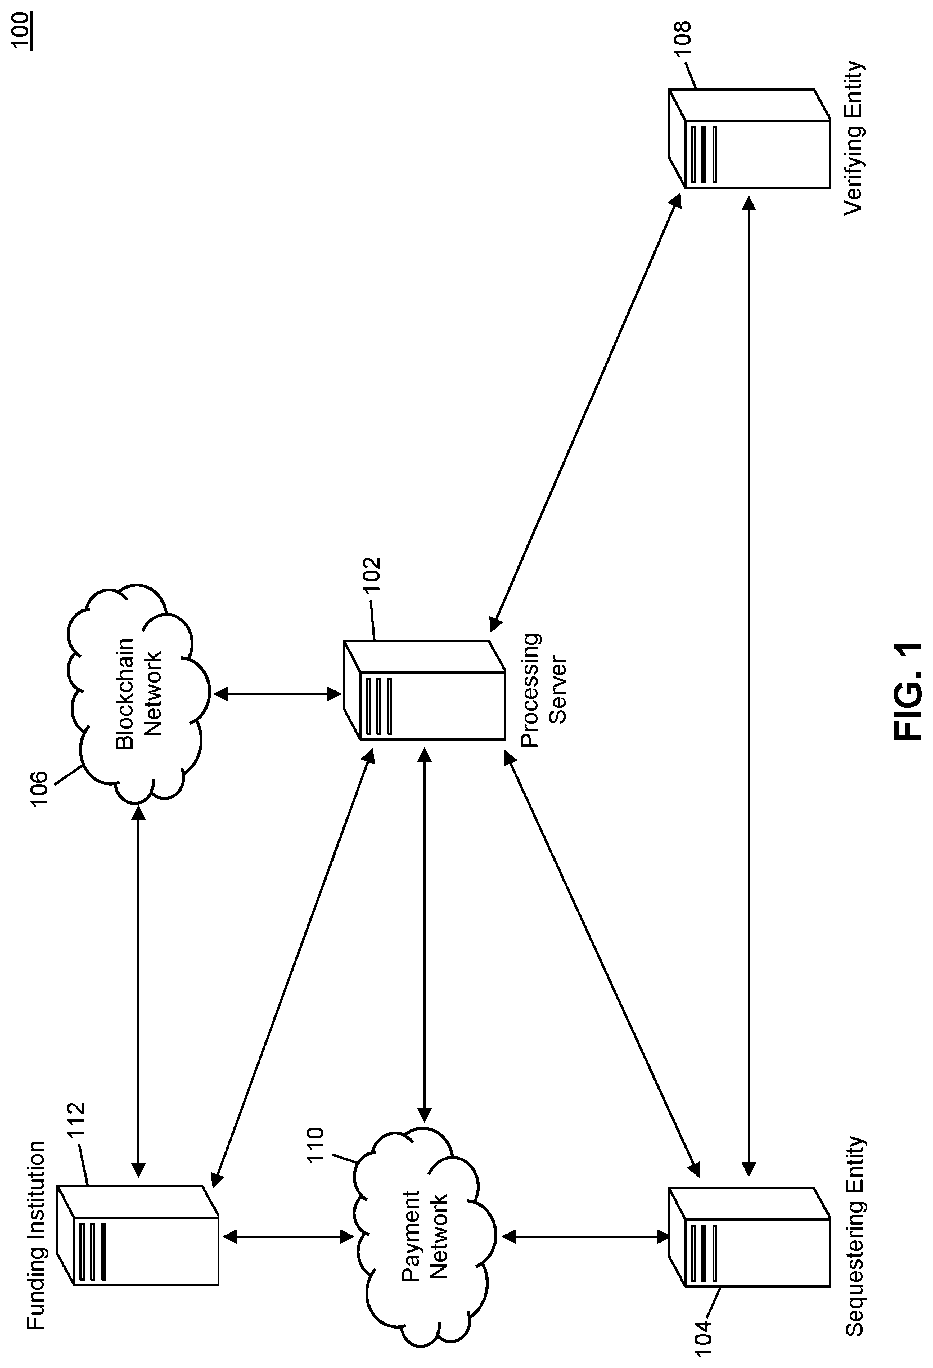 100
Funding Institution
112
106
Blockchain
Network
110
Payment
Network
102
Processing
Server
104
Sequestering Entity
108
Verifying Entity
FIG. 1